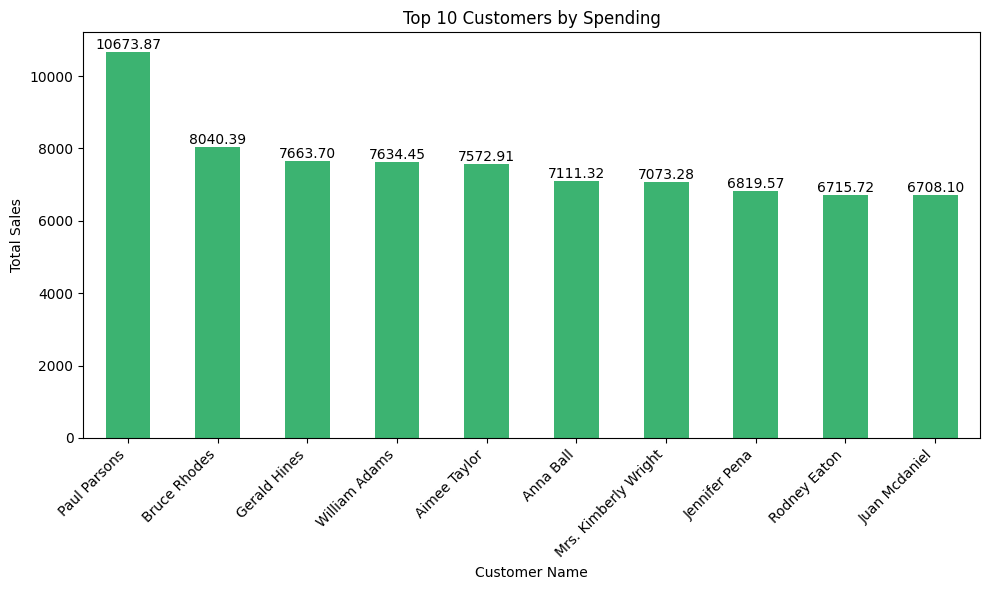 Top 10 Customers by Spending
10673.87
8040.39
7663.70
7634.45
7572.91
7111.32
7073.28
6819.57
6715.72
6708.10
Total Sales
10000
8000
6000
4000
2000
0
Paul Parsons
Bruce Rhodes
Gerald Hines
William Adams
Aimee Taylor
Anna Ball
Mrs. Kimberly Wright
Jennifer Pena
Rodney Eaton
Juan Mcdaniel
Customer Name